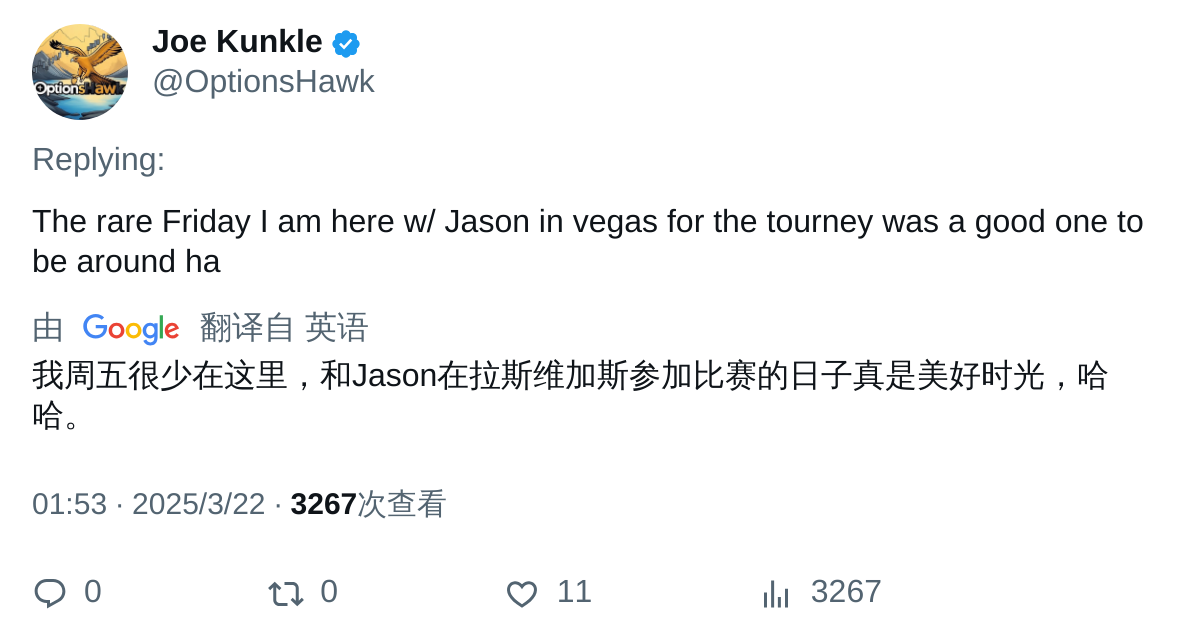 Joe Kunkle
@OptionsHawk
Replying:
The rare Friday I am here w/ Jason in vegas for the tourney was a good one to
be around ha
由 Google 翻译自 英语
我周五很少在这里，和Jason在拉斯维加斯参加比赛的日子真是美好时光，哈
哈。
01:53 · 2025/3/22 · 3267次查看
0 0 11 3267